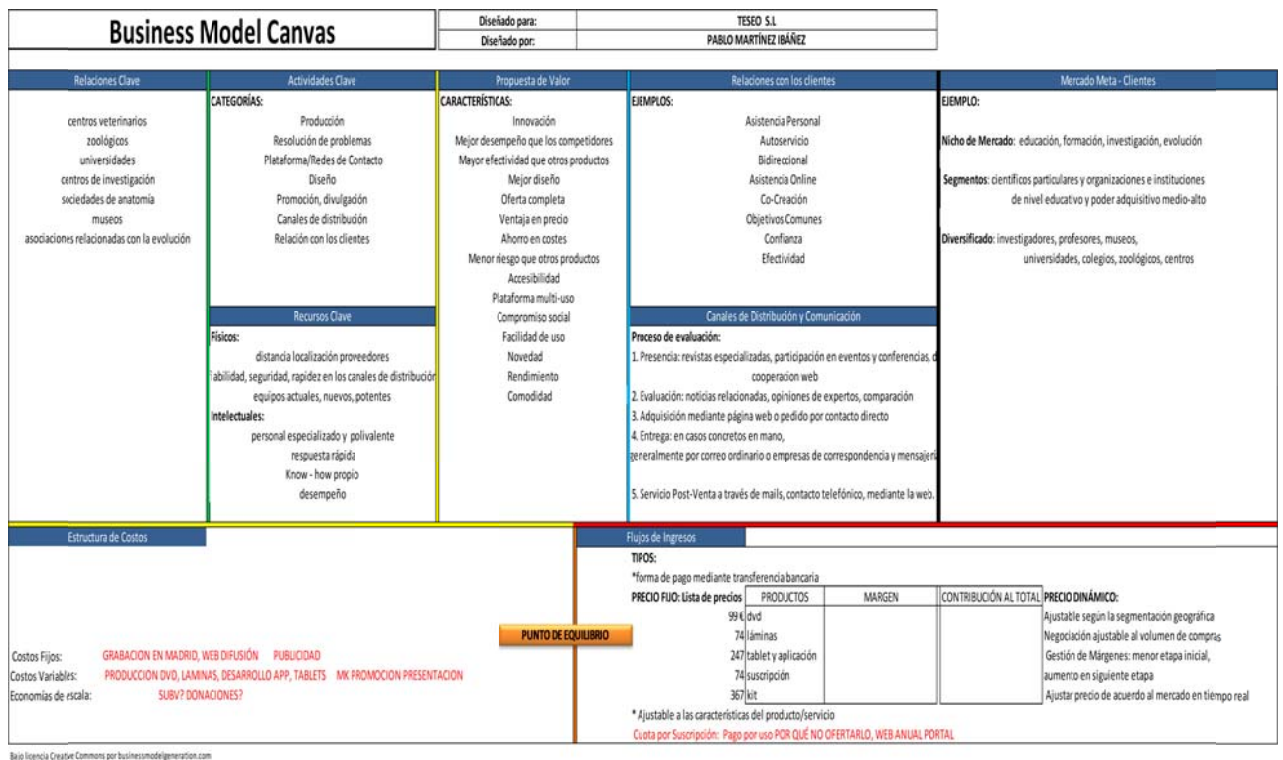 Business Model Canvas
Diseñado para: TESEO S.L
Diseñado por: PABLO MARTÍNEZ IBÁÑEZ
Relaciones Clave
centros veterinarios
zoológicos
universidades
centros de investigación
sociedades de anatomía
museos
asociaciones relacionadas con la evolución
Actividades Clave
CATEGORÍAS:
Producción
Resolución de problemas
Plataforma/Redes de Contacto
Diseño
Promoción, divulgación
Canales de distribución
Relación con los clientes
Recursos Clave
Físicos:
distancia localización proveedores
abilidad, seguridad, rapidez en los canales de distribución
equipos actuales, nuevos, potentes
Intelectuales:
personal especializado y polivalente
respuesta rápida
Know - how propio
desempeño
Propuesta de Valor
CARACTERÍSTICAS:
Innovación
Mejor desempeño que los competidores
Mayor efectividad que otros productos
Mejor diseño
Oferta completa
Ventaja en precio
Ahorro en costes
Menor riesgo que otros productos
Accesibilidad
Plataforma multi-uso
Compromiso social
Facilidad de uso
Novedad
Rendimiento
Comodidad
Relaciones con los clientes
EJEMPLOS:
Asistencia Personal
Autoservicio
Bidireccional
Asistencia Online
Co-Creación
Objetivos Comunes
Confianza
Efectividad
Canales de Distribución y Comunicación
Proceso de evaluación:
1. Presencia: revistas especializadas, participación en eventos y conferencias, d
cooperacion web
2. Evaluación: noticias relacionadas, opiniones de expertos, comparación
3. Adquisición mediante página web o pedido por contacto directo
4. Entrega: en casos concretos en mano,
generalmente por correo ordinario o empresas de correspondencia y mensajería
5. Servicio Post-Venta a través de mails, contacto telefónico, mediante la web.
Mercado Meta - Clientes
EJEMPLO:
Nicho de Mercado: educación, formación, investigación, evolución
Segmentos: científicos particulares y organizaciones e instituciones
de nivel educativo y poder adquisitivo medio-alto
Diversificado: investigadores, profesores, museos,
universidades, colegios, zoológicos, centros
Estructura de Costos
Costos Fijos: GRABACION EN MADRID, WEB DIFUSIÓN PUBLICIDAD
Costos Variables: PRODUCCION DVD, LAMINAS, DESARROLLO APP, TABLETS MK PROMOCION PRESENTACION
Economías de escala: SUBV? DONACIONES?
PUNTO DE EQUILIBRIO
Flujos de Ingresos
TIPOS:
*forma de pago mediante transferencia bancaria
PRECIO FIJO: Lista de precios PRODUCTOS MARGEN CONTRIBUCIÓN AL TOTAL PRECIO DINÁMICO:
99 € dvd Ajustable según la segmentación geográfica
74 láminas Negociación ajustable al volumen de compras
247 tablet y aplicación Gestión de Márgenes: menor etapa inicial,
74 suscripción aumento en siguiente etapa
367 kit Ajustar precio de acuerdo al mercado en tiempo real
* Ajustable a las características del producto/servicio
Cuota por Suscripción: Pago por uso POR QUÉ NO OFERTARLO, WEB ANUAL PORTAL
Bajo licencia Creative Commons por businessmodelgeneration.com